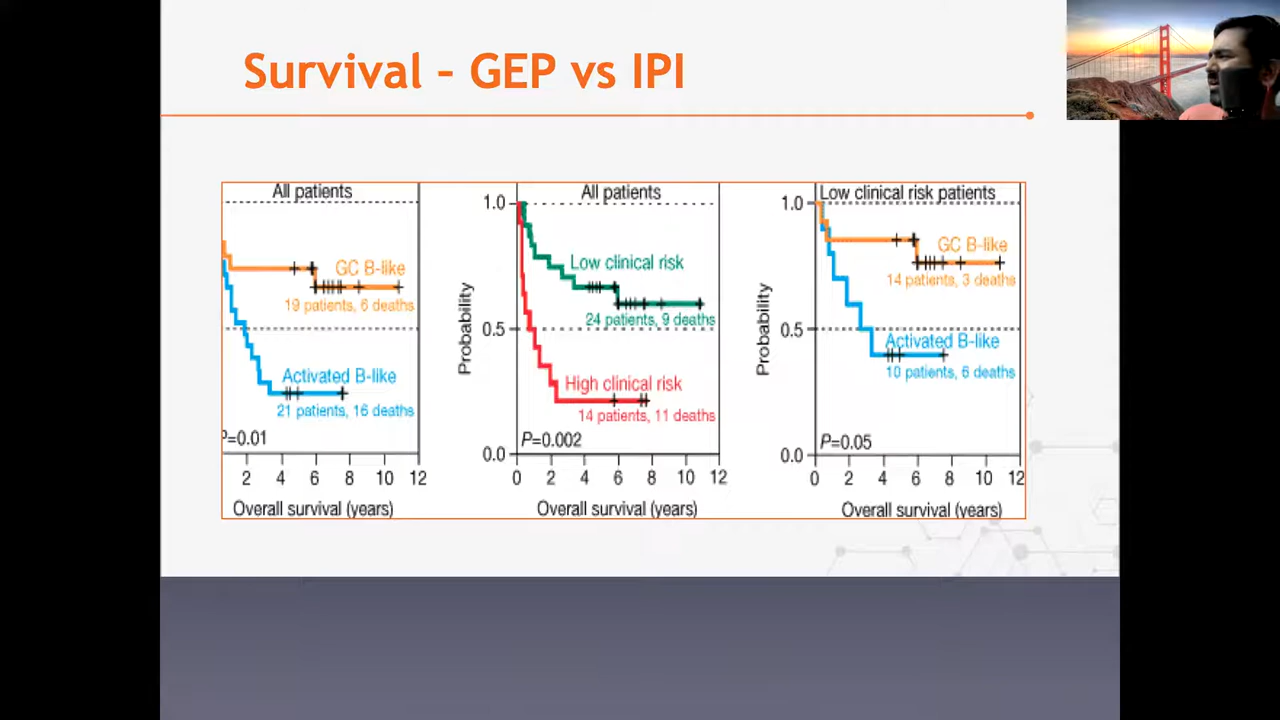 Survival – GEP vs IPI
All patients
GC B-like
19 patients, 6 deaths
Activated B-like
21 patients, 16 deaths
P=0.01
2 4 6 8 10 12
Overall survival (years)
All patients
1.0
Low clinical risk
24 patients, 9 deaths
Probability
0.5
High clinical risk
14 patients, 11 deaths
P=0.002
0.0
0 2 4 6 8 10 12
Overall survival (years)
Low clinical risk patients
1.0
GC B-like
14 patients, 3 deaths
Probability
0.5
Activated B-like
10 patients, 6 deaths
P=0.05
0.0
0 2 4 6 8 10 12
Overall survival (years)